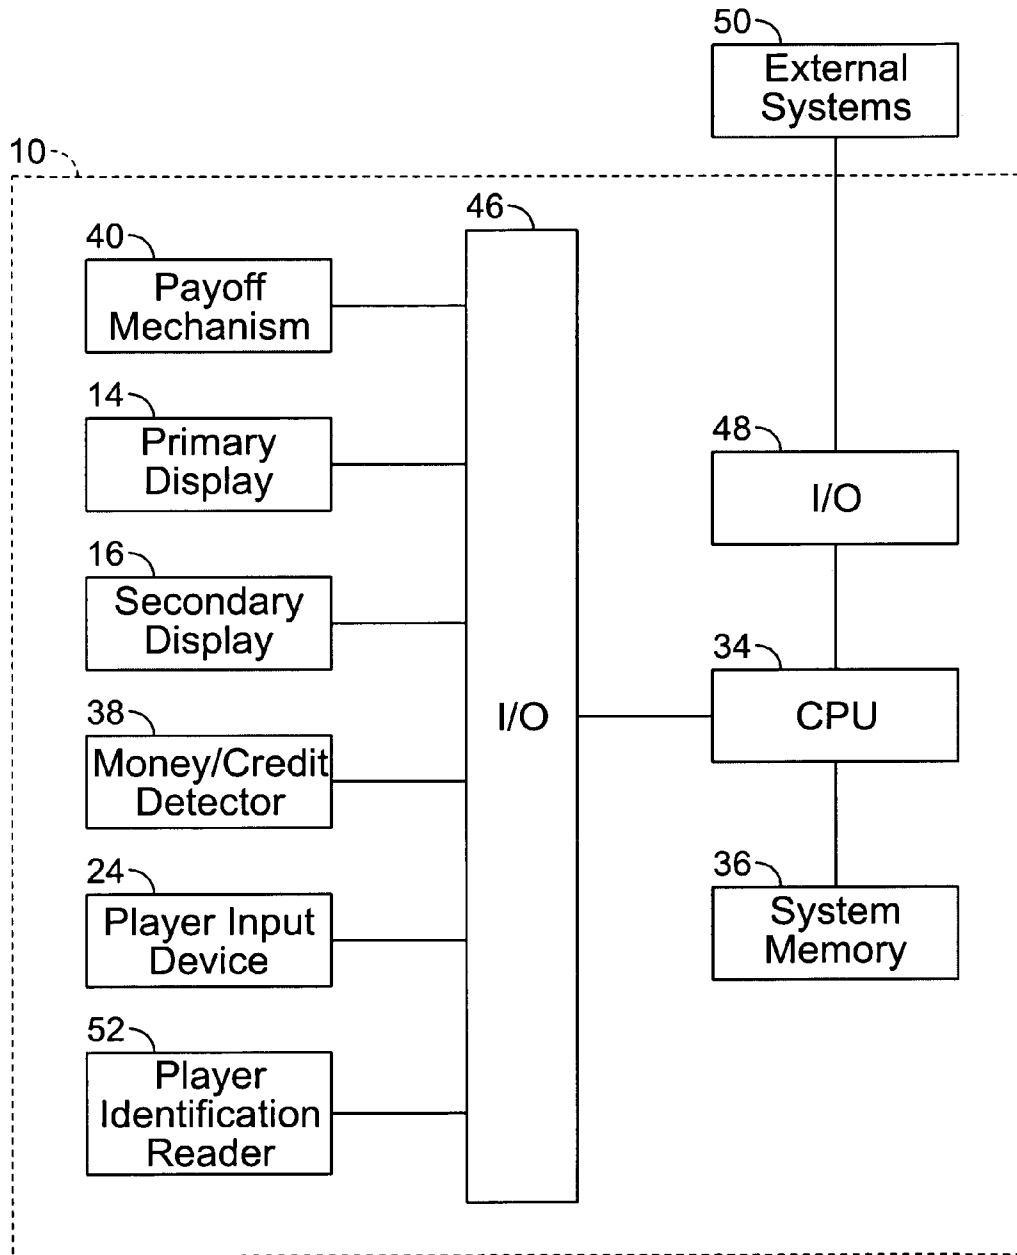 50
External
Systems
10
46
40
Payoff
Mechanism
14
Primary
Display
48
I/O
16
Secondary
Display
34
CPU
I/O
38
Money/Credit
Detector
24
Player Input
Device
36
System
Memory
52
Player
Identification
Reader